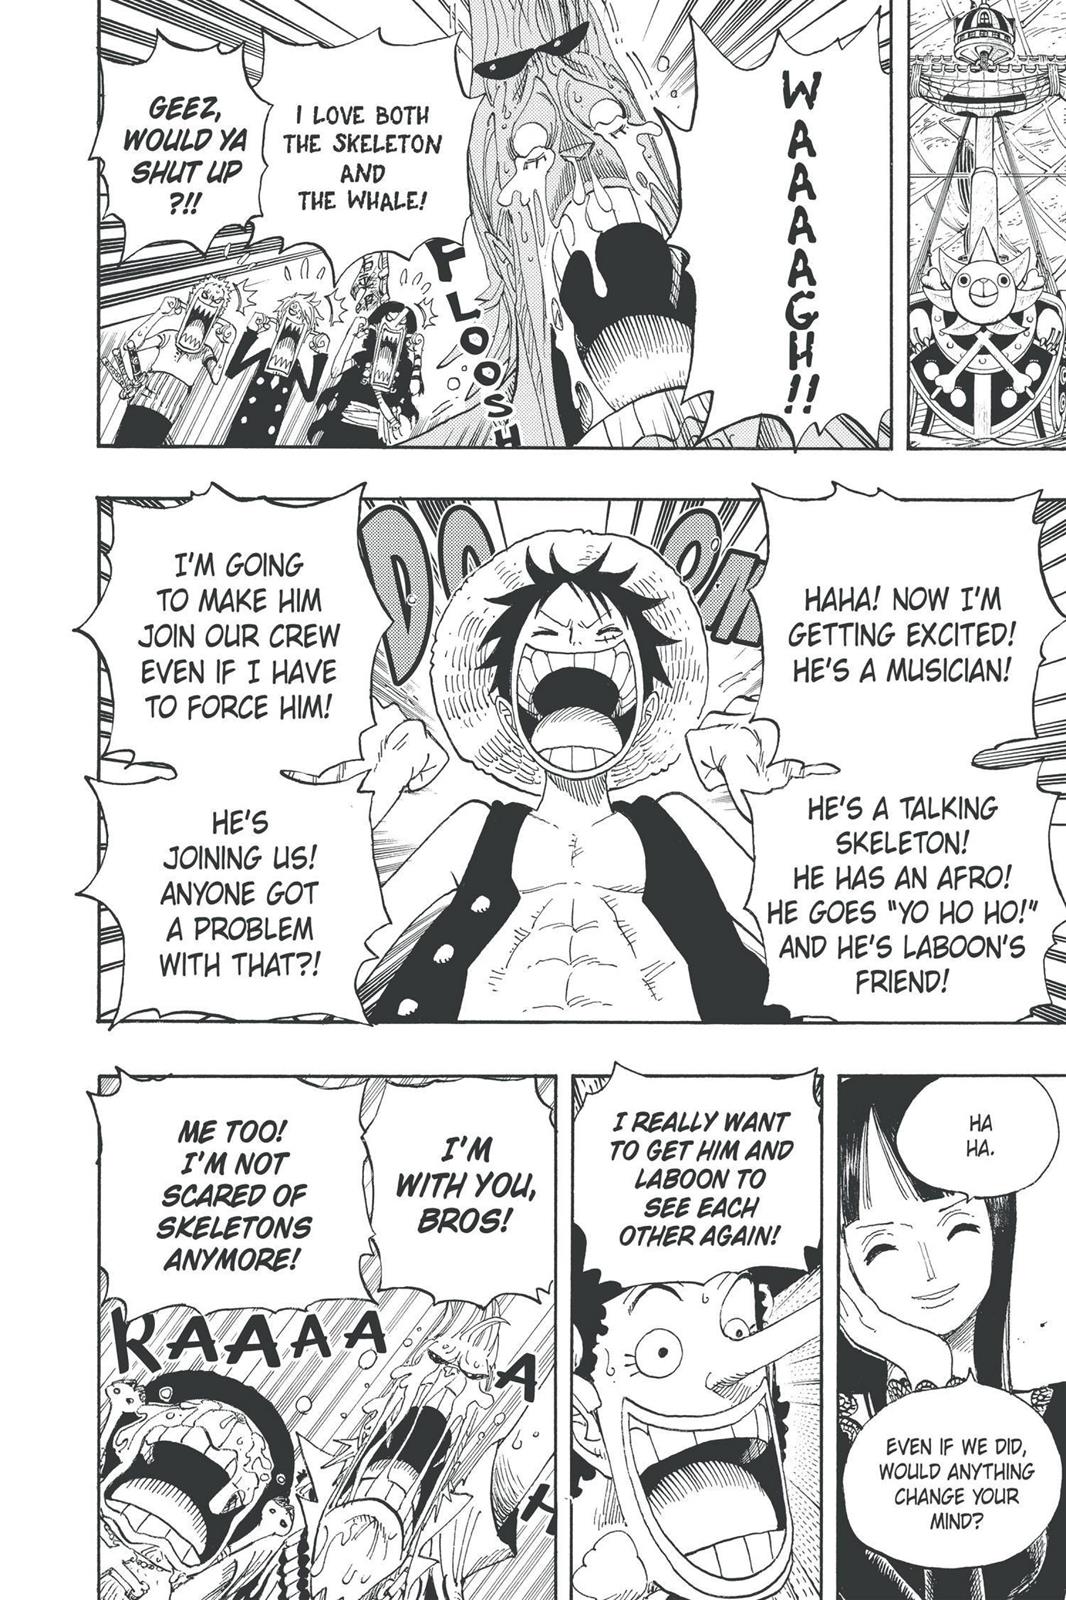 WAAAAGH!!
I LOVE BOTH
THE SKELETON
AND
THE WHALE!
FLOOSH
GEEZ,
WOULD YA
SHUT UP
?!!
HAHA! NOW I'M
GETTING EXCITED!
HE'S A MUSICIAN!
HE'S A TALKING
SKELETON!
HE HAS AN AFRO!
HE GOES "YO HO HO!"
AND HE'S LABOON'S
FRIEND!
DOOOM
I'M GOING
TO MAKE HIM
JOIN OUR CREW
EVEN IF I HAVE
TO FORCE HIM!
HE'S
JOINING US!
ANYONE GOT
A PROBLEM
WITH THAT?!
HA
HA.
EVEN IF WE DID,
WOULD ANYTHING
CHANGE YOUR
MIND?
I REALLY WANT
TO GET HIM AND
LABOON TO
SEE EACH
OTHER AGAIN!
I'M
WITH YOU,
BROS!
ME TOO!
I'M NOT
SCARED OF
SKELETONS
ANYMORE!
RAAAAAH